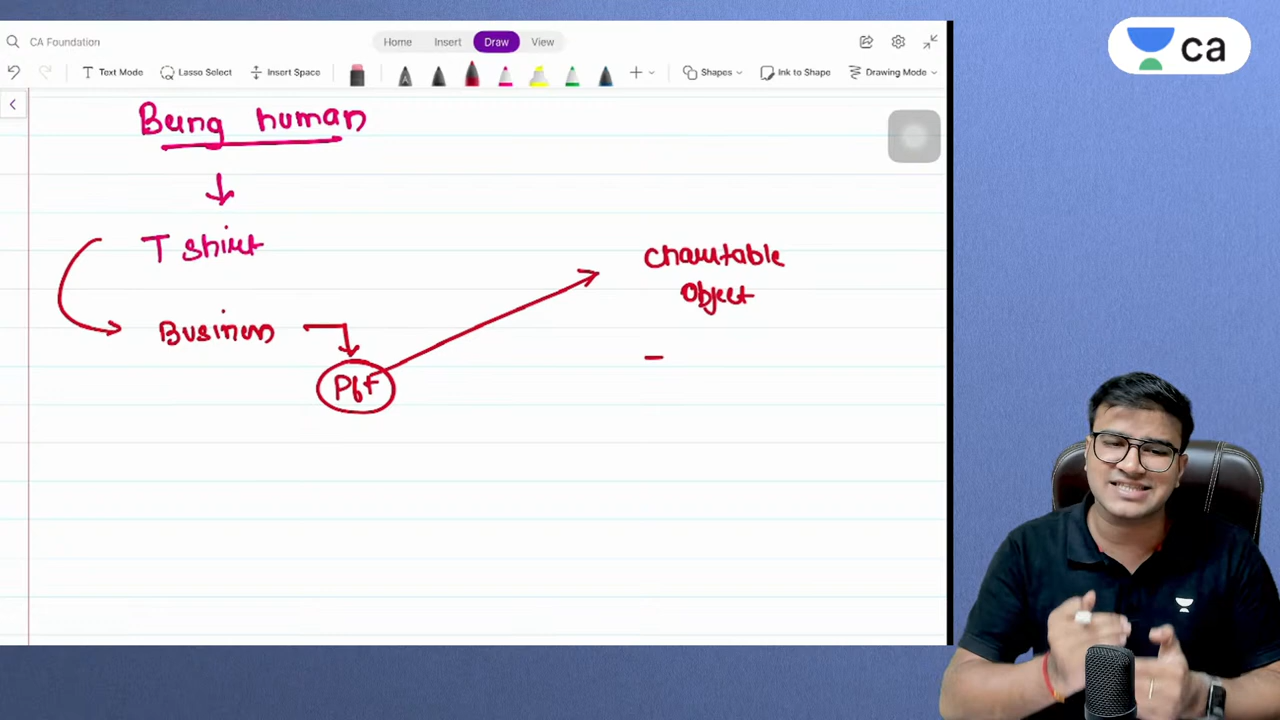 CA Foundation
Home Insert Draw View
ca
Text Mode Lasso Select Insert Space Shapes Ink to Shape Drawing Mode
Being human
T shirt
Charitable
Object
Business